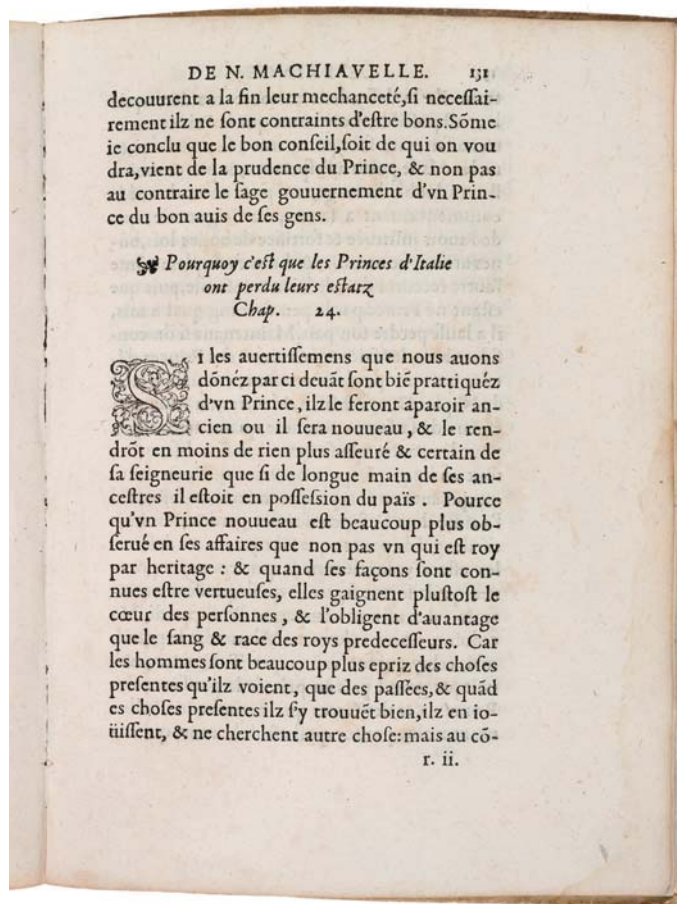 DE N. MACHIAVELLE. 131
decouurent a la fin leur mechanceté, si necessai-
rement ilz ne sont contraints d'estre bons. Sõme
ie conclu que le bon conseil, soit de qui on vou
dra, vient de la prudence du Prince, & non pas
au contraire le sage gouuernement d'vn Prin-
ce du bon auis de ses gens.
Pourquoy c'est que les Princes d'Italie
ont perdu leurs estatz
Chap. 24.
SI les auertissemens que nous auons
dõnéz par ci deuãt sont biẽ prattiquéz
d'vn Prince, ilz le feront aparoir an-
cien ou il sera nouueau, & le ren-
drõt en moins de rien plus asseuré & certain de
sa seigneurie que si de longue main de ses an-
cestres il estoit en possession du païs. Pource
qu'vn Prince nouueau est beaucoup plus ob-
serué en ses affaires que non pas vn qui est roy
par heritage : & quand ses façons sont con-
nues estre vertueuses, elles gaignent plustost le
cœur des personnes, & l'obligent d'auantage
que le sang & race des roys predecesseurs. Car
les hommes sont beaucoup plus epriz des choses
presentes qu'ilz voient, que des passées, & quãd
es choses presentes ilz s'y trouuẽt bien, ilz en io-
üissent, & ne cherchent autre chose: mais au cõ-
r. ii.